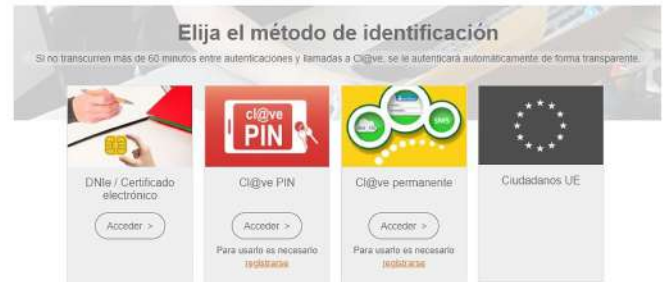 Elija el método de identificación
Si no transcurren más de 60 minutos entre autenticaciones y llamadas a Cl@ve, se le autenticará automáticamente de forma transparente.
cl@ve
PIN
SMS
DNIe / Certificado
electrónico
Acceder >
Cl@ve PIN
Acceder >
Para usarlo es necesario
registrarse
Cl@ve permanente
Acceder >
Para usarlo es necesario
registrarse
Ciudadanos UE